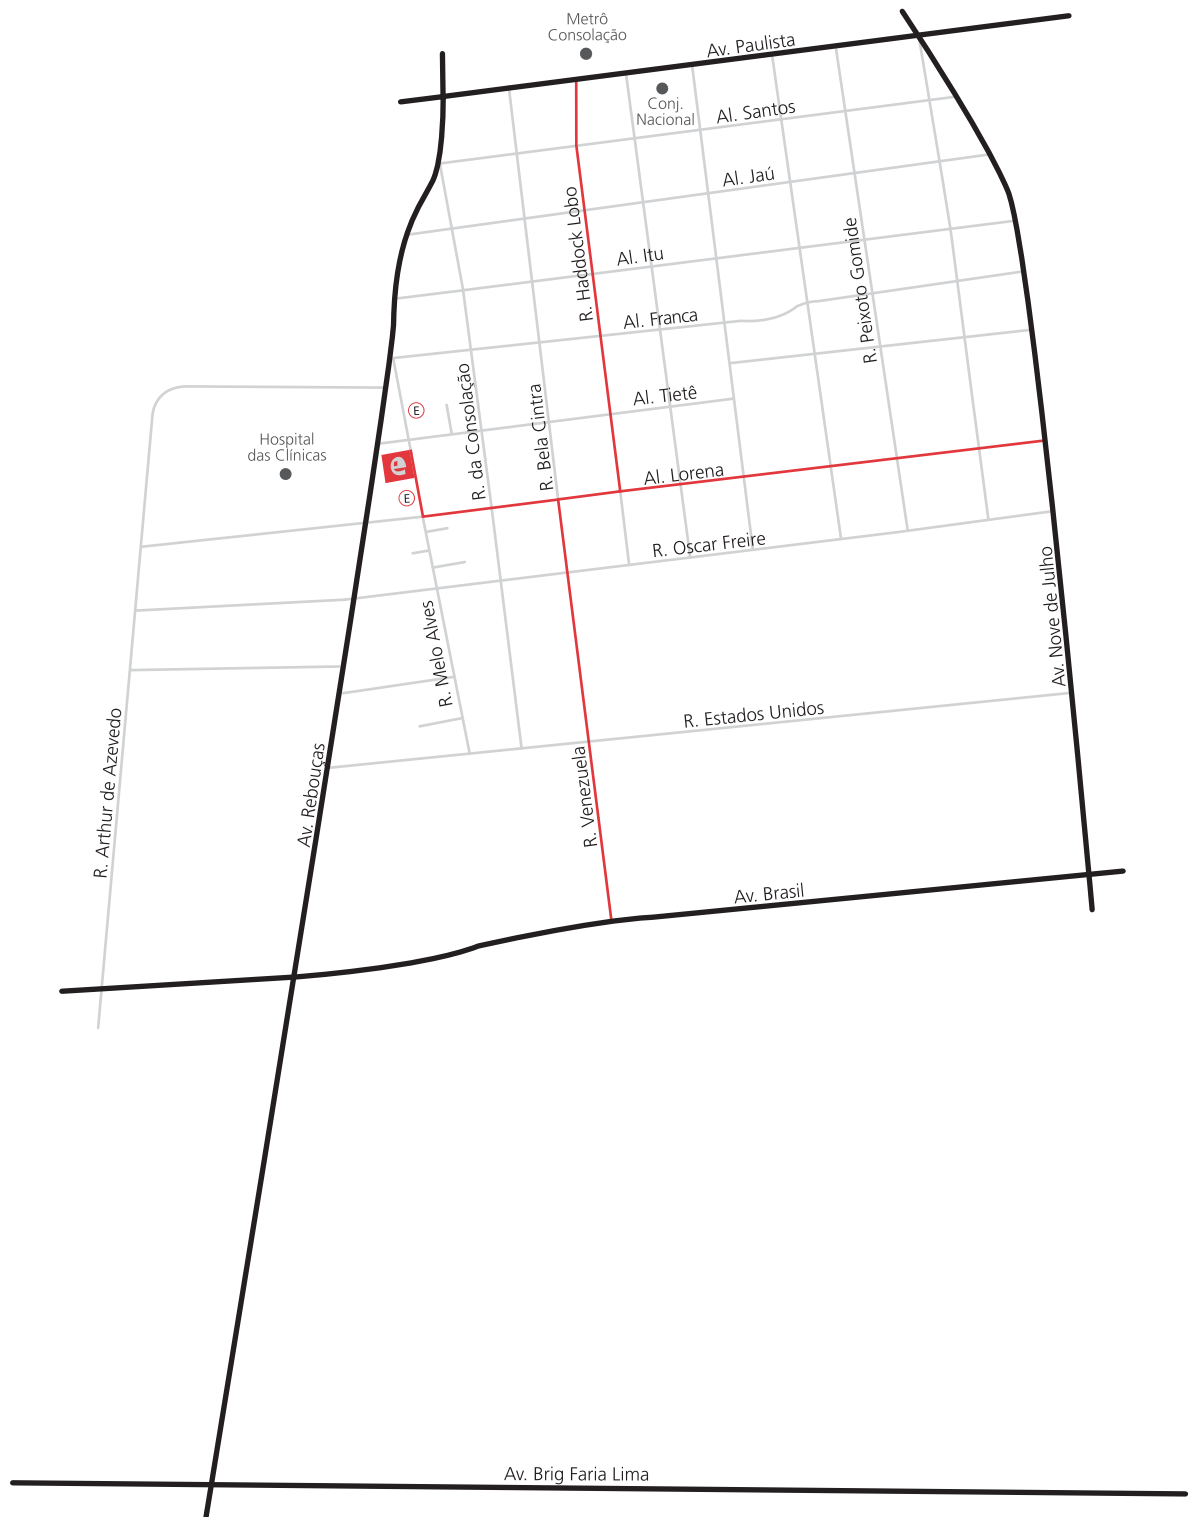 Metrô
Consolação
Av. Paulista
Conj.
Nacional
Al. Santos
Al. Jaú
R. Haddock Lobo
Al. Itu
R. Peixoto Gomide
Al. Franca
R. da Consolação
R. Bela Cintra
Al. Tietê
E
Hospital
das Clínicas
e
E
Al. Lorena
R. Oscar Freire
Av. Nove de Julho
R. Melo Alves
R. Estados Unidos
R. Arthur de Azevedo
Av. Rebouças
R. Venezuela
Av. Brasil
Av. Brig Faria Lima